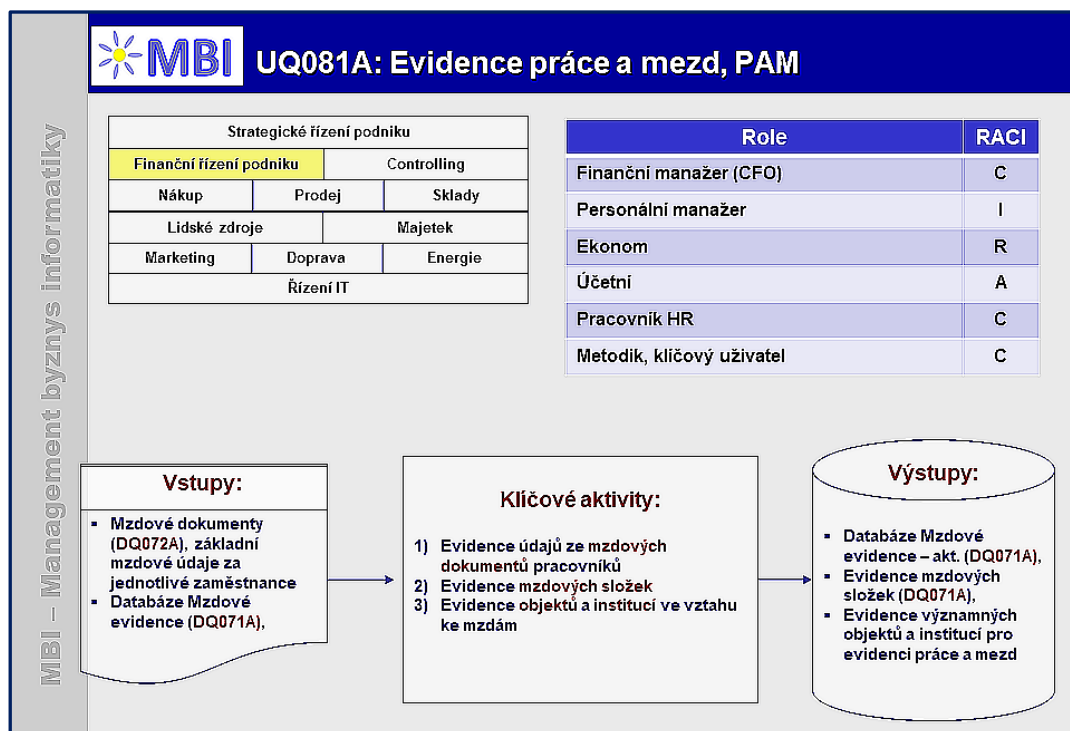 MBI
UQ081A: Evidence práce a mezd, PAM
MBI – Management byznys informatiky
Strategické řízení podniku
Finanční řízení podniku
Controlling
Nákup
Prodej
Sklady
Lidské zdroje
Majetek
Marketing
Doprava
Energie
Řízení IT
Role RACI
Finanční manažer (CFO) C
Personální manažer I
Ekonom R
Účetní A
Pracovník HR C
Metodik, klíčový uživatel C
Vstupy:
▪ Mzdové dokumenty
(DQ072A), základní
mzdové údaje za
jednotlivé zaměstnance
▪ Databáze Mzdové
evidence (DQ071A),
Klíčové aktivity:
1) Evidence údajů ze mzdových
dokumentů pracovníků
2) Evidence mzdových složek
3) Evidence objektů a institucí ve vztahu
ke mzdám
Výstupy:
▪ Databáze Mzdové
evidence – akt. (DQ071A),
▪ Evidence mzdových
složek (DQ071A),
▪ Evidence významných
objektů a institucí pro
evidenci práce a mezd